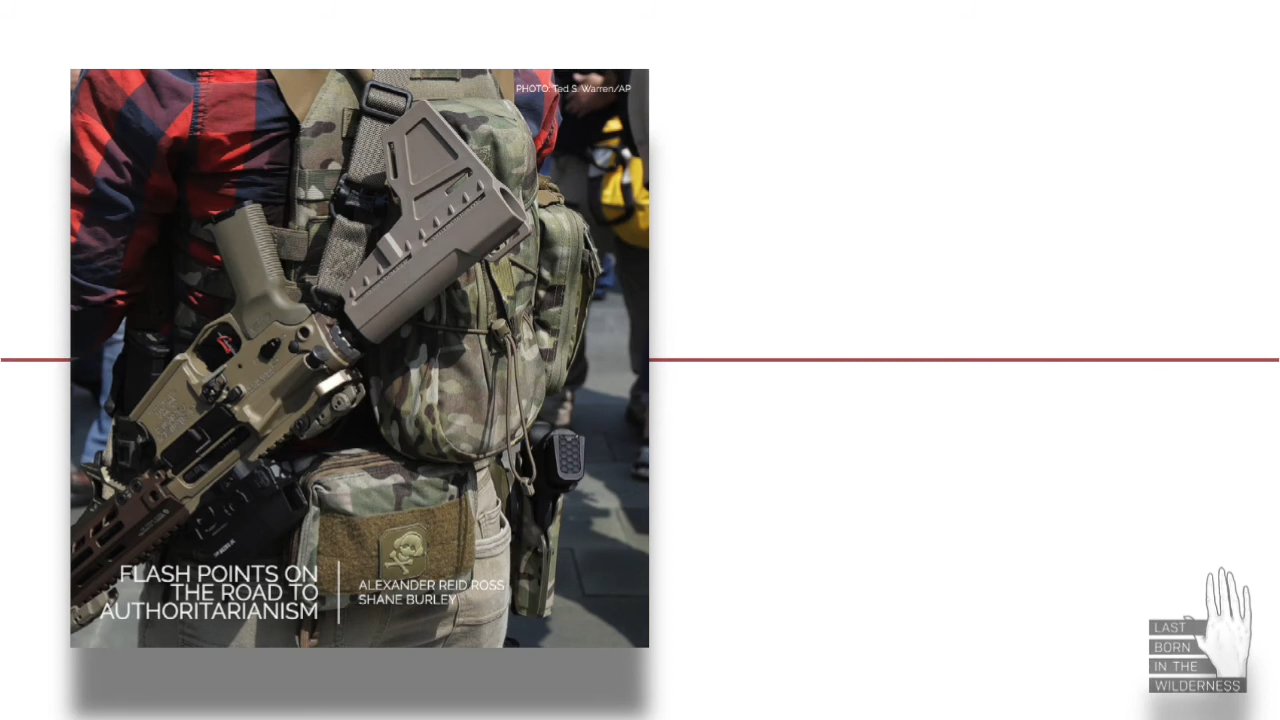 PHOTO: Ted S. Warren/AP
FLASH POINTS ON
THE ROAD TO
AUTHORITARIANISM
ALEXANDER REID ROSS
SHANE BURLEY
LAST
BORN
IN THE
WILDERNESS